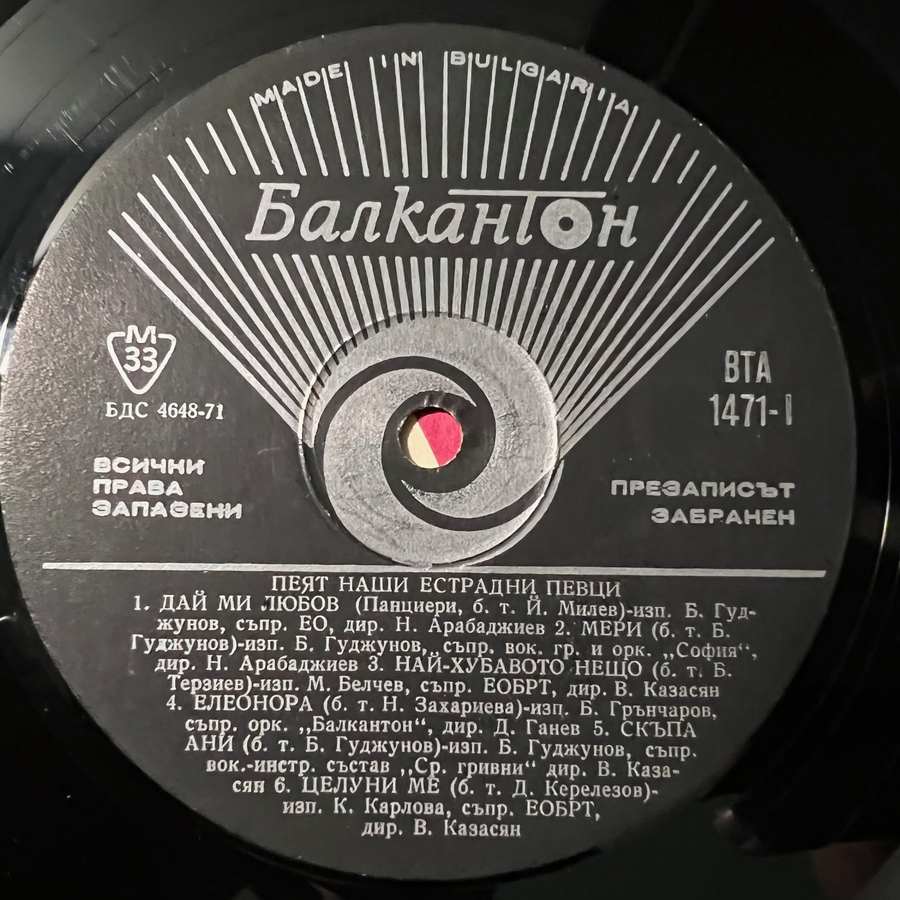 MADE IN BULGARIA
Балкантон
М
33
БДС 4648-71
ВТА
1471-I
ВСИЧНИ
ПРАВА
ЗАПАЗЕНИ
ПРЕЗАПИСЪТ
ЗАБРАНЕН
ПЕЯТ НАШИ ЕСТРАДНИ ПЕВЦИ
1. ДАЙ МИ ЛЮБОВ (Панциери, б. т. Й. Милев)-изп. Б. Гуд-
жунов, съпр. ЕО, дир. Н. Арабаджиев 2. МЕРИ (б. т. Б.
Гуджунов)-изп. Б. Гуджунов, съпр. вок. гр. и орк. „София“,
дир. Н. Арабаджиев 3. НАЙ-ХУБАВОТО НЕЩО (б. т. Б.
Терзиев)-изп. М. Белчев, съпр. ЕОБРТ, дир. В. Казасян
4. ЕЛЕОНОРА (б. т. Н. Захариева)-изп. Б. Грънчаров,
съпр. орк. „Балкантон“, дир. Д. Ганев 5. СКЪПА
АНИ (б. т. Б. Гуджунов)-изп. Б. Гуджунов, съпр.
вок.-инстр. състав „Ср. гривни“ дир. В. Каза-
сян 6. ЦЕЛУНИ МЕ (б. т. Д. Керелезов)-
изп. К. Карлова, съпр. ЕОБРТ,
дир. В. Казасян